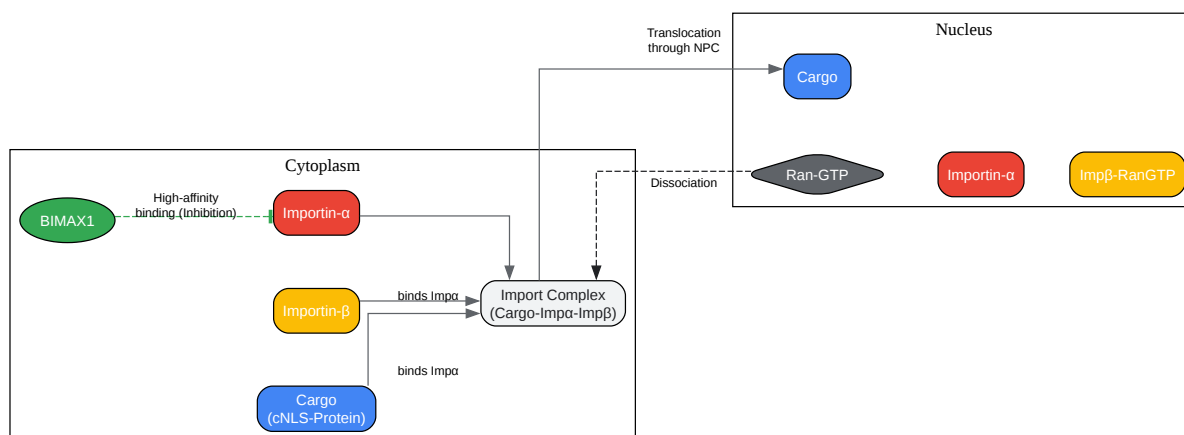 Translocation
through NPC
Nucleus
Cargo
Cytoplasm
Dissociation
Ran-GTP
Importin-α
Impβ-RanGTP
High-affinity
binding (Inhibition)
BIMAX1
Importin-α
Importin-β
binds Impα
Import Complex
(Cargo-Impα-Impβ)
binds Impα
Cargo
(cNLS-Protein)